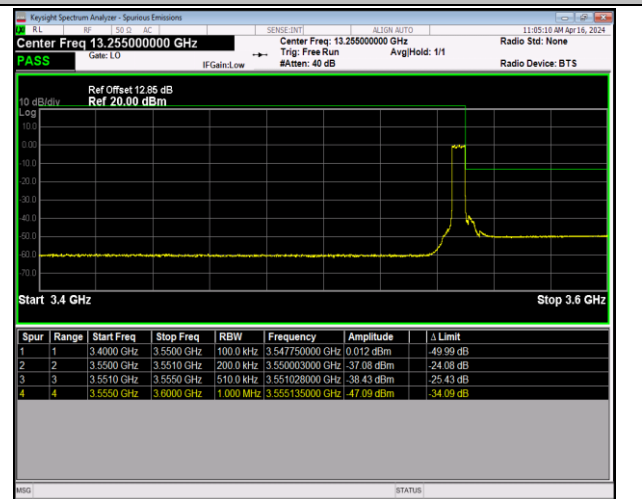 Keysight Spectrum Analyzer - Spurious Emissions
RL RF 50 Ω AC SENSE:INT ALIGN AUTO 11:05:10 AM Apr 16, 2024
Center Freq 13.255000000 GHz Center Freq: 13.255000000 GHz Radio Std: None
PASS Gate: LO IFGain:Low Trig: Free Run Avg|Hold: 1/1
#Atten: 40 dB Radio Device: BTS
Ref Offset 12.85 dB
10 dB/div Ref 20.00 dBm
Log
10.0
0.00
-10.0
-20.0
-30.0
-40.0
-50.0
-60.0
-70.0
Start 3.4 GHz Stop 3.6 GHz
Spur Range Start Freq Stop Freq RBW Frequency Amplitude Δ Limit
1 1 3.4000 GHz 3.5500 GHz 100.0 kHz 3.547750000 GHz 0.012 dBm -49.99 dB
2 2 3.5500 GHz 3.5510 GHz 200.0 kHz 3.550003000 GHz -37.08 dBm -24.08 dB
3 3 3.5510 GHz 3.5550 GHz 510.0 kHz 3.551028000 GHz -38.43 dBm -25.43 dB
4 4 3.5550 GHz 3.6000 GHz 1.000 MHz 3.555135000 GHz -47.09 dBm -34.09 dB
MSG STATUS